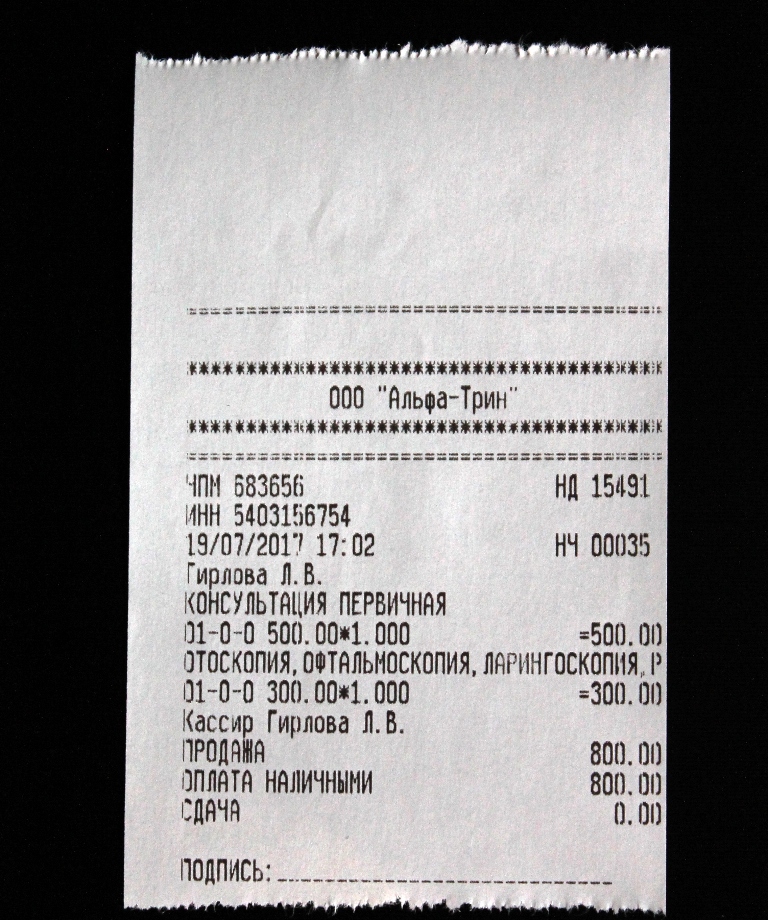 ==========================================
******************************************
ООО "Альфа-Трин"
******************************************
==========================================
ЧПМ 683656 НД 15491
ИНН 5403156754
19/07/2017 17:02 НЧ 00035
Гирлова Л.В.
КОНСУЛЬТАЦИЯ ПЕРВИЧНАЯ
01-0-0 500.00*1.000 =500.00
ОТОСКОПИЯ, ОФТАЛЬМОСКОПИЯ, ЛАРИНГОСКОПИЯ, Р
01-0-0 300.00*1.000 =300.00
Кассир Гирлова Л.В.
ПРОДАЖА 800.00
ОПЛАТА НАЛИЧНЫМИ 800.00
СДАЧА 0.00
ПОДПИСЬ:____________________________